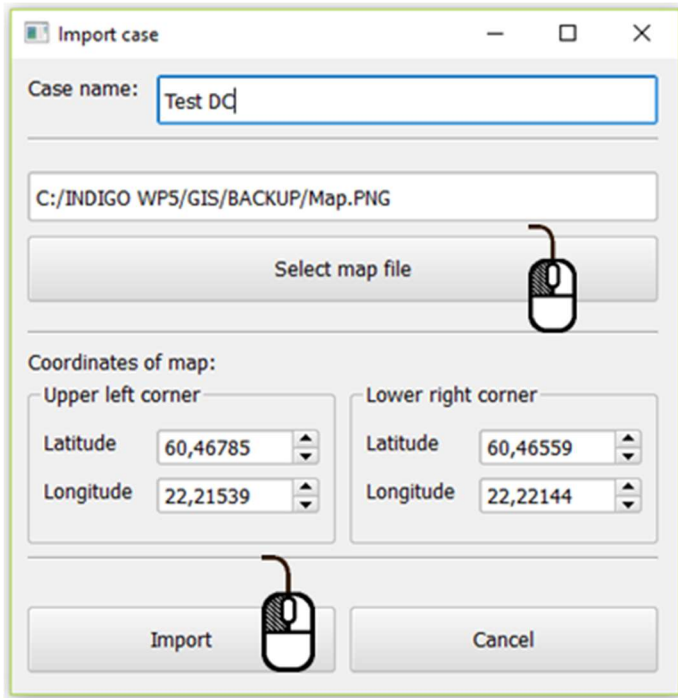 Import case
Case name: Test DC
C:/INDIGO WP5/GIS/BACKUP/Map.PNG
Select map file
Coordinates of map:
Upper left corner Lower right corner
Latitude 60,46785 Latitude 60,46559
Longitude 22,21539 Longitude 22,22144
Import Cancel